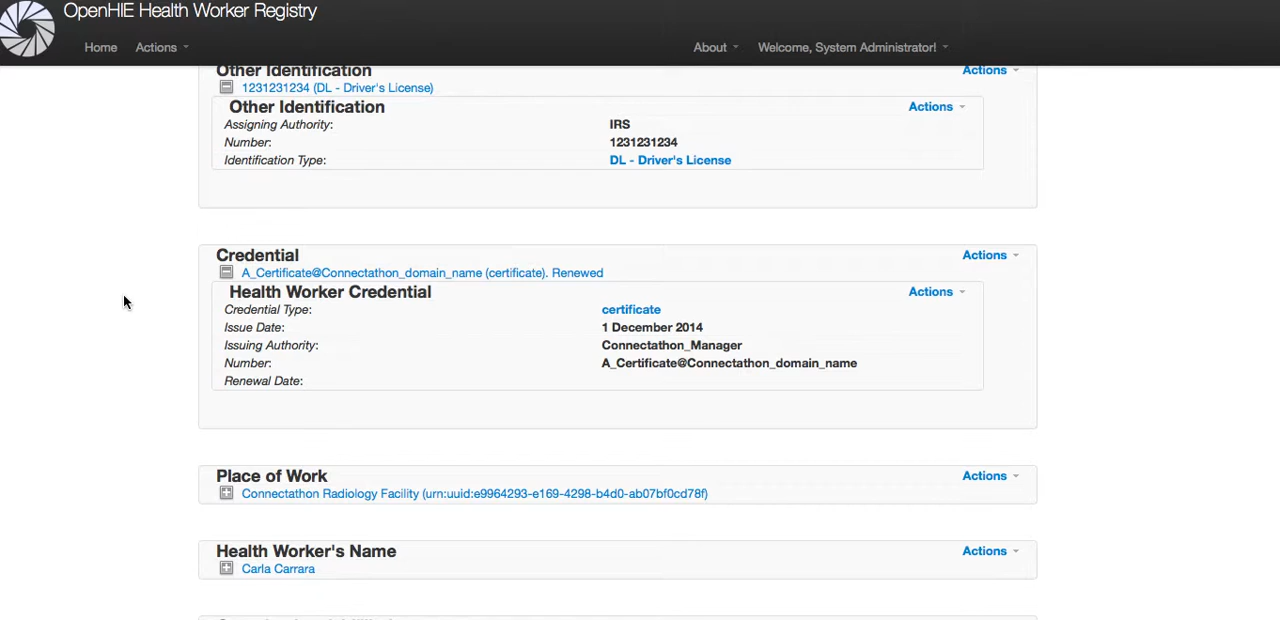 OpenHIE Health Worker Registry
Home Actions About Welcome, System Administrator!
Other Identification Actions
1231231234 (DL - Driver's License)
Other Identification Actions
Assigning Authority: IRS
Number: 1231231234
Identification Type: DL - Driver's License
Credential Actions
A_Certificate@Connectathon_domain_name (certificate). Renewed
Health Worker Credential Actions
Credential Type: certificate
Issue Date: 1 December 2014
Issuing Authority: Connectathon_Manager
Number: A_Certificate@Connectathon_domain_name
Renewal Date:
Place of Work Actions
Connectathon Radiology Facility (urn:uuid:e9964293-e169-4298-b4d0-ab07bf0cd78f)
Health Worker's Name Actions
Carla Carrara